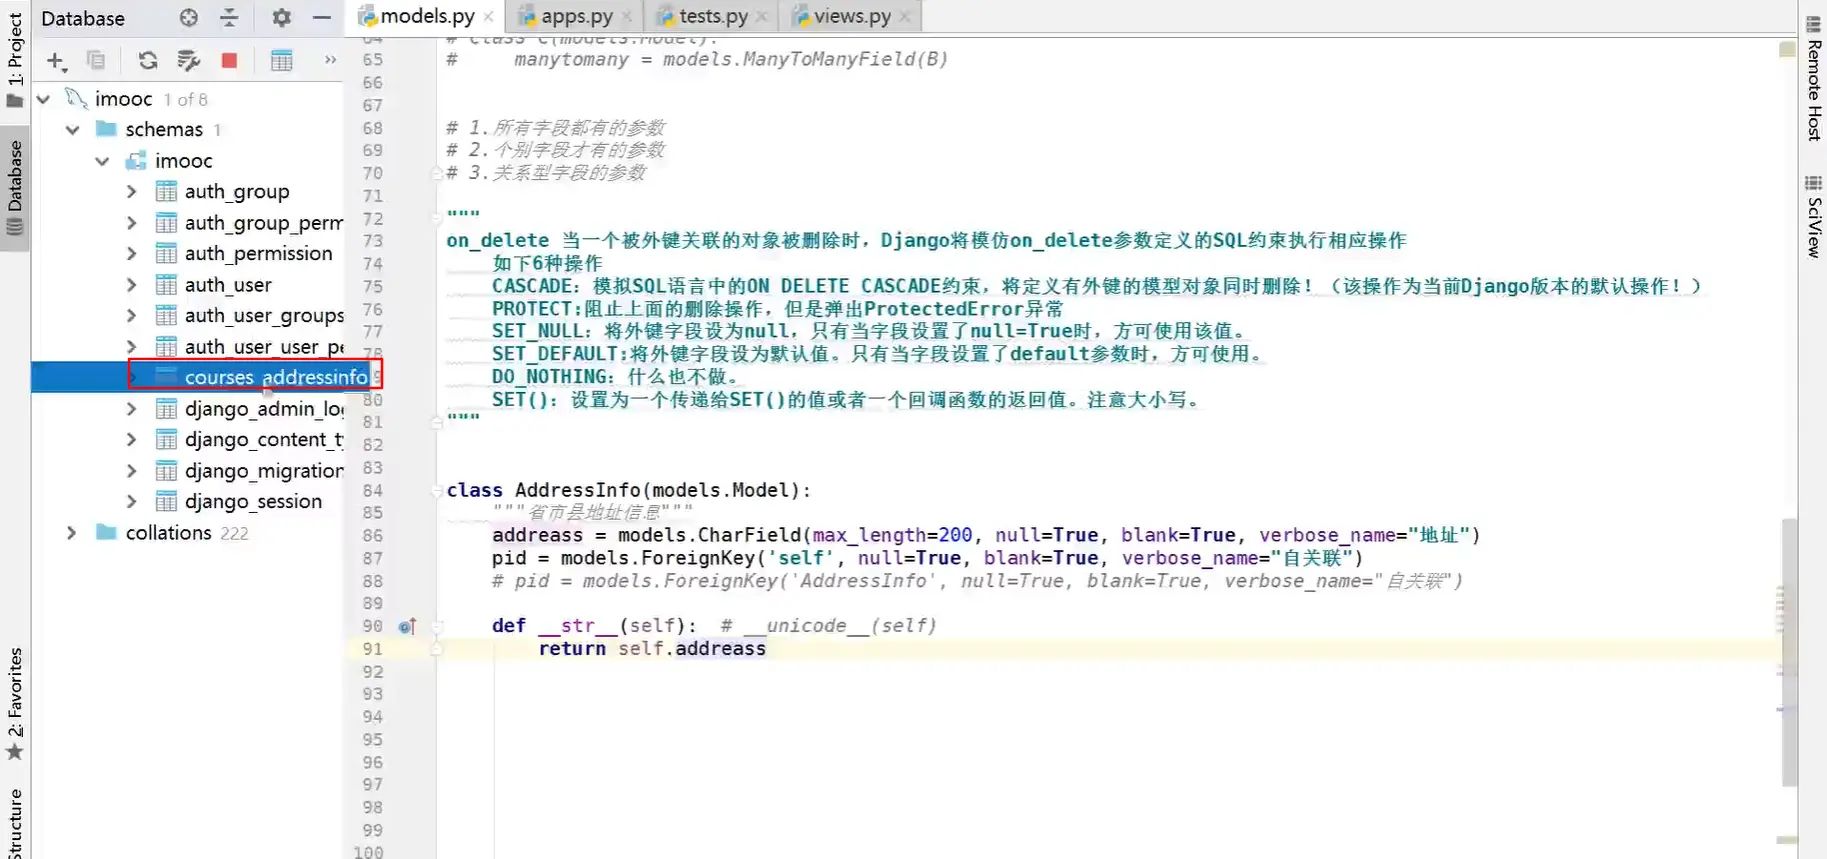 Database
models.py
apps.py
tests.py
views.py
1: Project
Database
2: Favorites
Structure
Remote Host
SciView
imooc 1 of 8
schemas 1
imooc
auth_group
auth_group_perm
auth_permission
auth_user
auth_user_groups
auth_user_user_pe
courses_addressinfo
django_admin_log
django_content_ty
django_migration
django_session
collations 222
64 # class C(models.Model):
65 #     manytomany = models.ManyToManyField(B)
66
67
68 # 1.所有字段都有的参数
69 # 2.个别字段才有的参数
70 # 3.关系型字段的参数
71
72 """
73 on_delete 当一个被外键关联的对象被删除时，Django将模仿on_delete参数定义的SQL约束执行相应操作
74     如下6种操作
75     CASCADE：模拟SQL语言中的ON DELETE CASCADE约束，将定义有外键的模型对象同时删除！（该操作为当前Django版本的默认操作！）
76     PROTECT:阻止上面的删除操作，但是弹出ProtectedError异常
77     SET_NULL：将外键字段设为null，只有当字段设置了null=True时，方可使用该值。
78     SET_DEFAULT:将外键字段设为默认值。只有当字段设置了default参数时，方可使用。
9     DO_NOTHING：什么也不做。
80     SET()：设置为一个传递给SET()的值或者一个回调函数的返回值。注意大小写。
81 """
82
83
84 class AddressInfo(models.Model):
85     """省市县地址信息"""
86     addreass = models.CharField(max_length=200, null=True, blank=True, verbose_name="地址")
87     pid = models.ForeignKey('self', null=True, blank=True, verbose_name="自关联")
88     # pid = models.ForeignKey('AddressInfo', null=True, blank=True, verbose_name="自关联")
89
90     def __str__(self):  # __unicode__(self)
91         return self.addreass
92
93
94
95
96
97
98
99
100